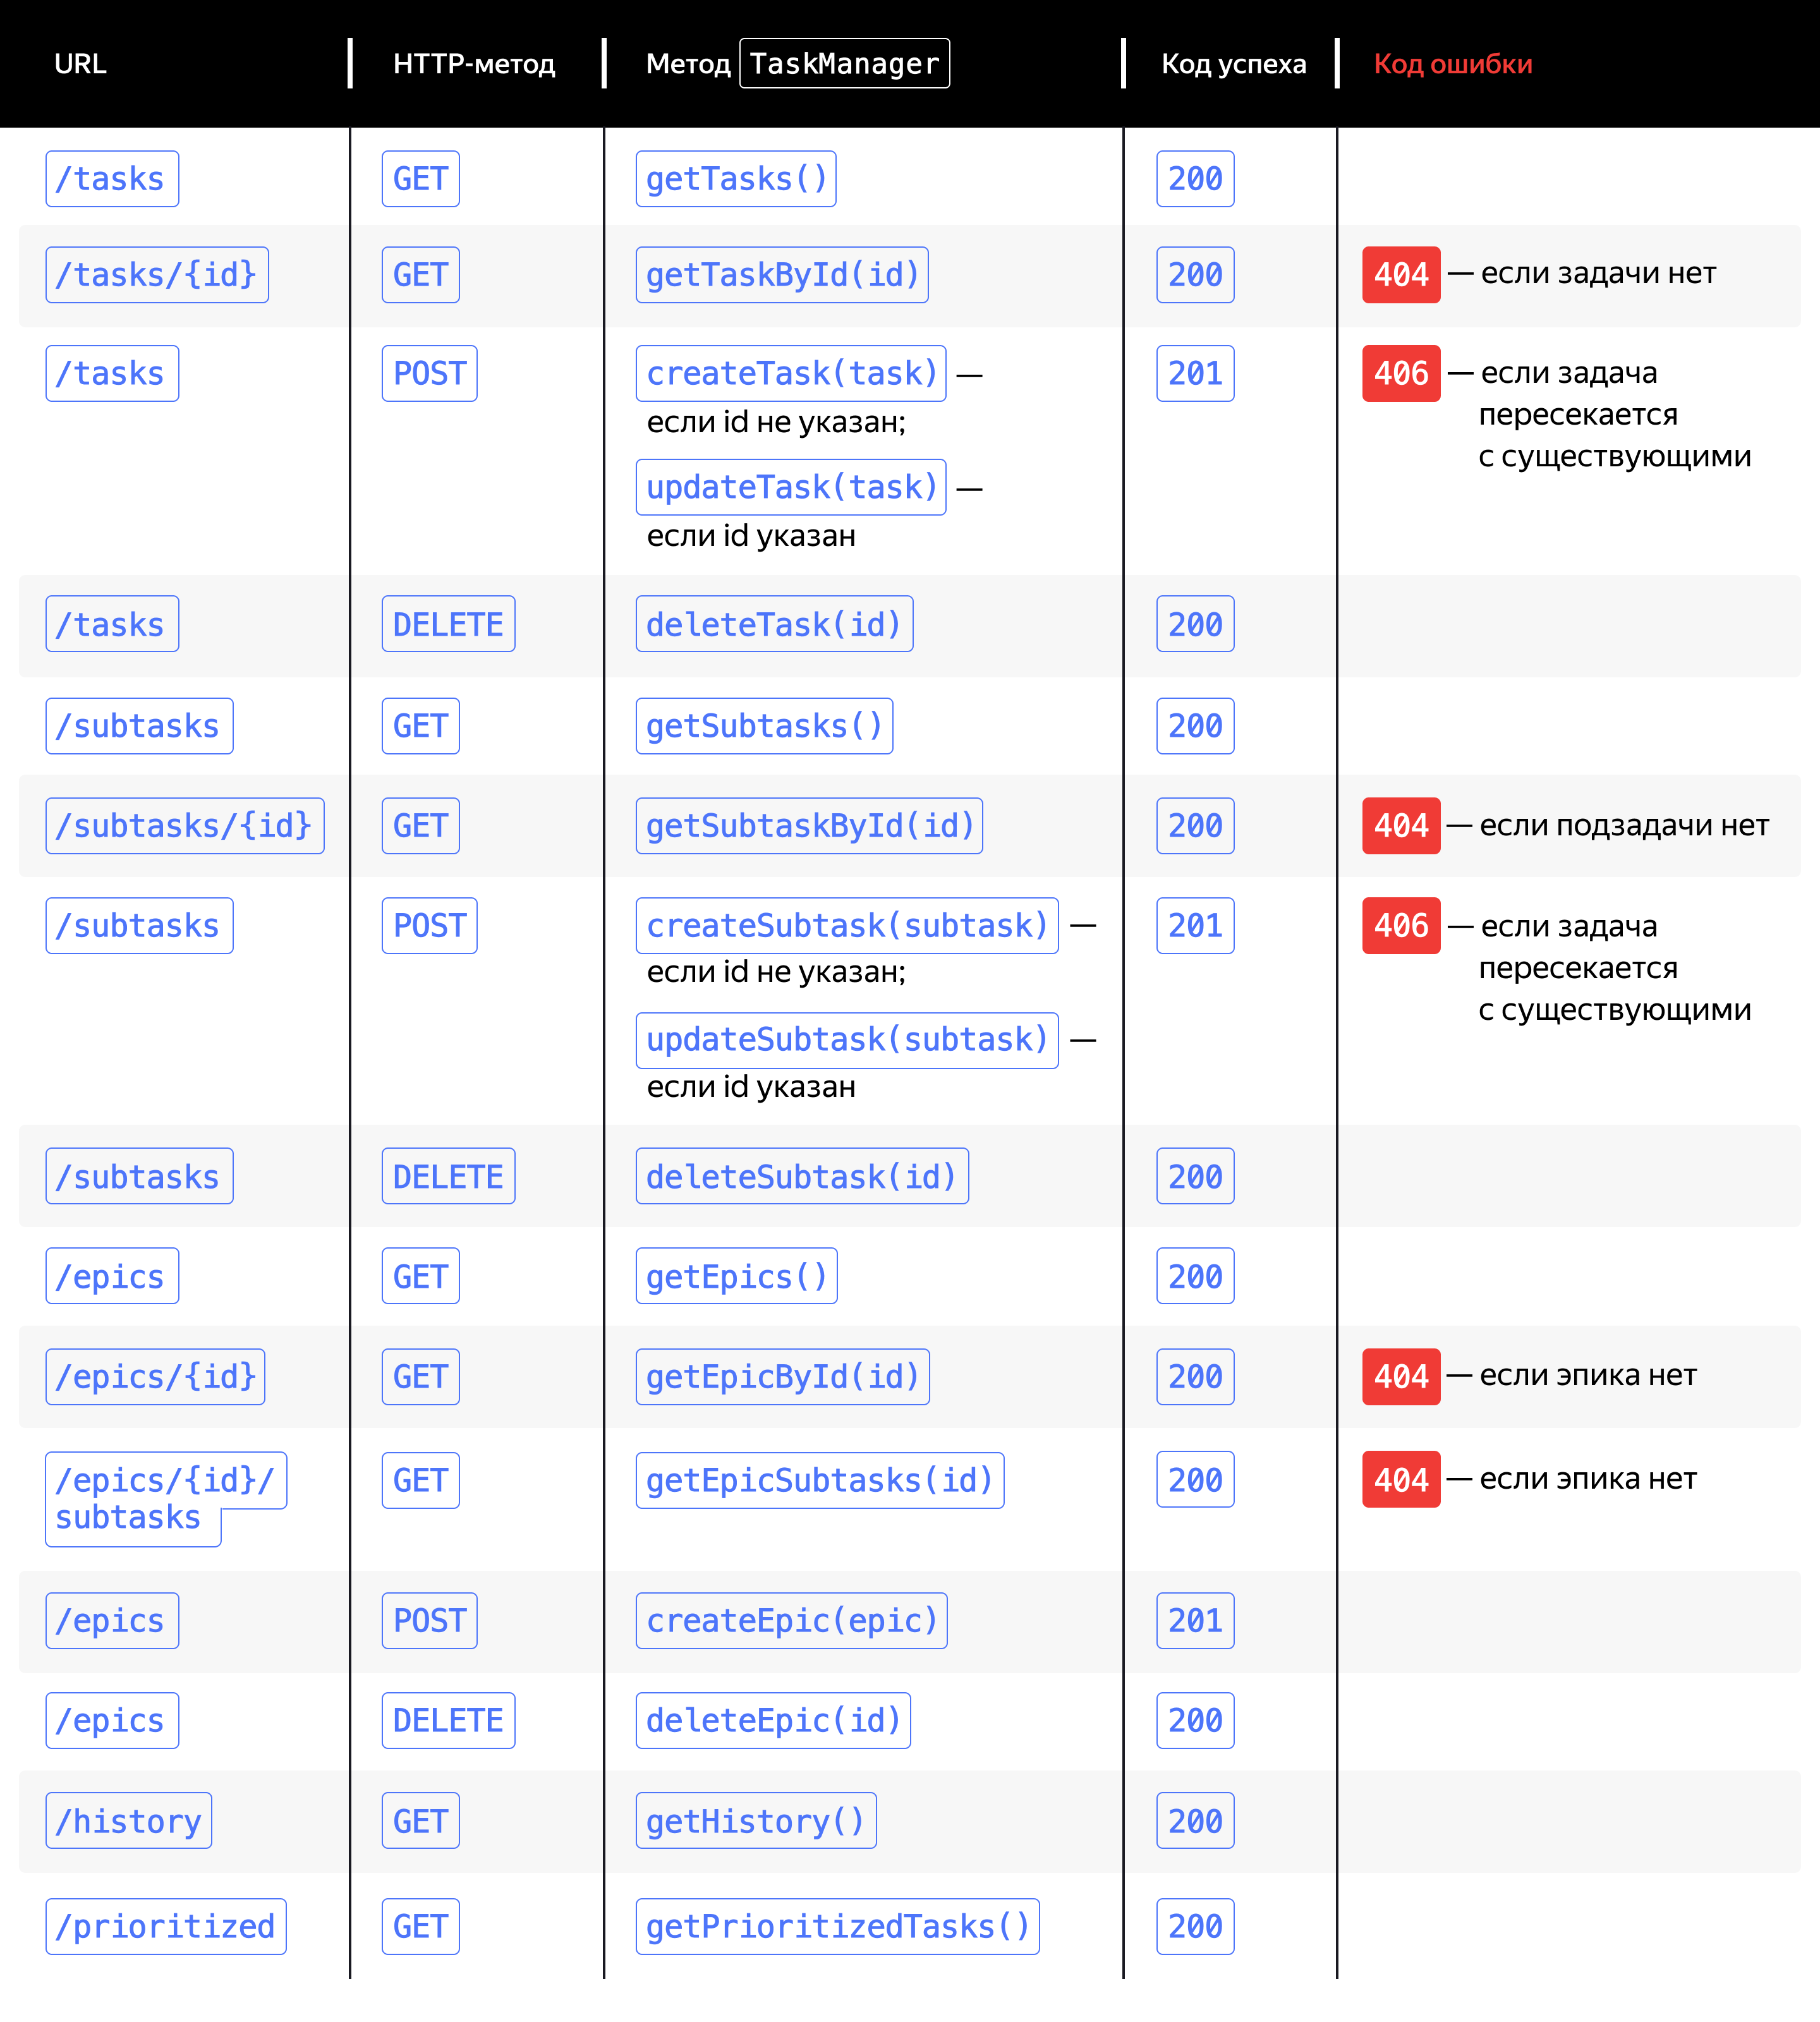 URL HTTP-метод Метод TaskManager Код успеха Код ошибки
/tasks GET getTasks() 200
/tasks/{id} GET getTaskById(id) 200 404 — если задачи нет
/tasks POST createTask(task) — 201 406 — если задача
если id не указан; пересекается
с существующими
updateTask(task) —
если id указан
/tasks DELETE deleteTask(id) 200
/subtasks GET getSubtasks() 200
/subtasks/{id} GET getSubtaskById(id) 200 404 — если подзадачи нет
/subtasks POST createSubtask(subtask) — 201 406 — если задача
если id не указан; пересекается
с существующими
updateSubtask(subtask) —
если id указан
/subtasks DELETE deleteSubtask(id) 200
/epics GET getEpics() 200
/epics/{id} GET getEpicById(id) 200 404 — если эпика нет
/epics/{id}/ GET getEpicSubtasks(id) 200 404 — если эпика нет
subtasks
/epics POST createEpic(epic) 201
/epics DELETE deleteEpic(id) 200
/history GET getHistory() 200
/prioritized GET getPrioritizedTasks() 200